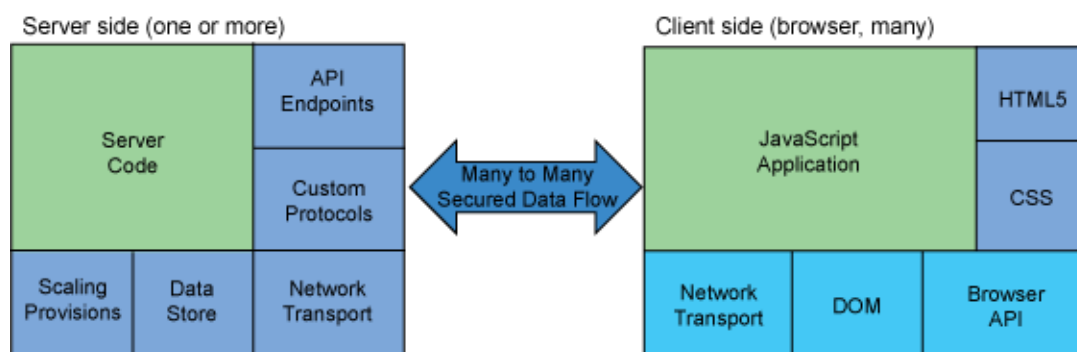 Server side (one or more)
Client side (browser, many)
API
Endpoints
Server
Code
Custom
Protocols
Scaling
Provisions
Data
Store
Network
Transport
Many to Many
Secured Data Flow
JavaScript
Application
HTML5
CSS
Network
Transport
DOM
Browser
API